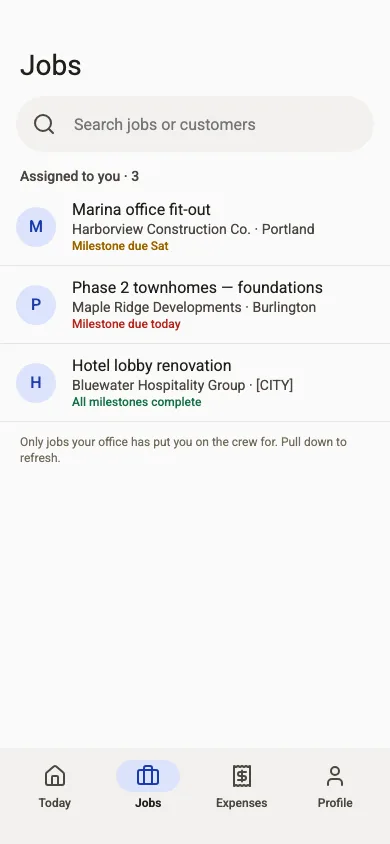 Jobs
Search jobs or customers
Assigned to you · 3
M
Marina office fit-out
Harborview Construction Co. · Portland
Milestone due Sat
P
Phase 2 townhomes — foundations
Maple Ridge Developments · Burlington
Milestone due today
H
Hotel lobby renovation
Bluewater Hospitality Group · [CITY]
All milestones complete
Only jobs your office has put you on the crew for. Pull down to
refresh.
Today
Jobs
Expenses
Profile